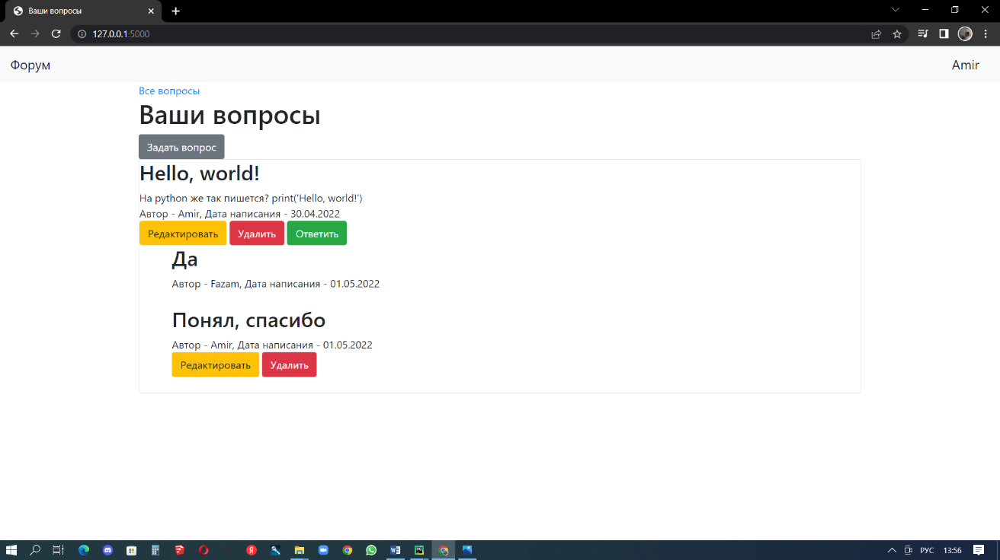 Ваши вопросы
127.0.0.1:5000
Форум
Amir
Все вопросы
Ваши вопросы
Задать вопрос
Hello, world!
На python же так пишется? print('Hello, world!')
Автор - Amir, Дата написания - 30.04.2022
Редактировать Удалить Ответить
Да
Автор - Fazam, Дата написания - 01.05.2022
Понял, спасибо
Автор - Amir, Дата написания - 01.05.2022
Редактировать Удалить
РУС 13:56